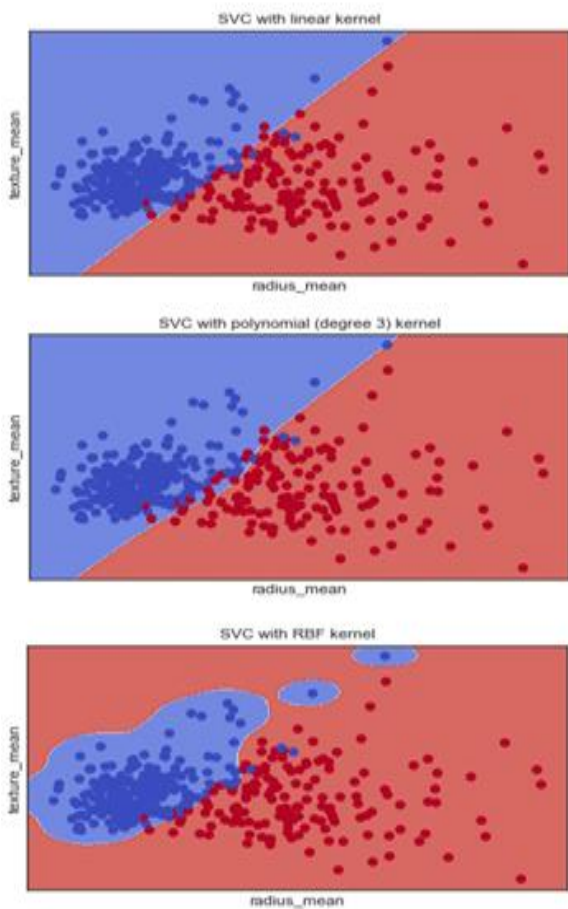 SVC with linear kernel
texture_mean
radius_mean
SVC with polynomial (degree 3) kernel
texture_mean
radius_mean
SVC with RBF kernel
texture_mean
radius_mean